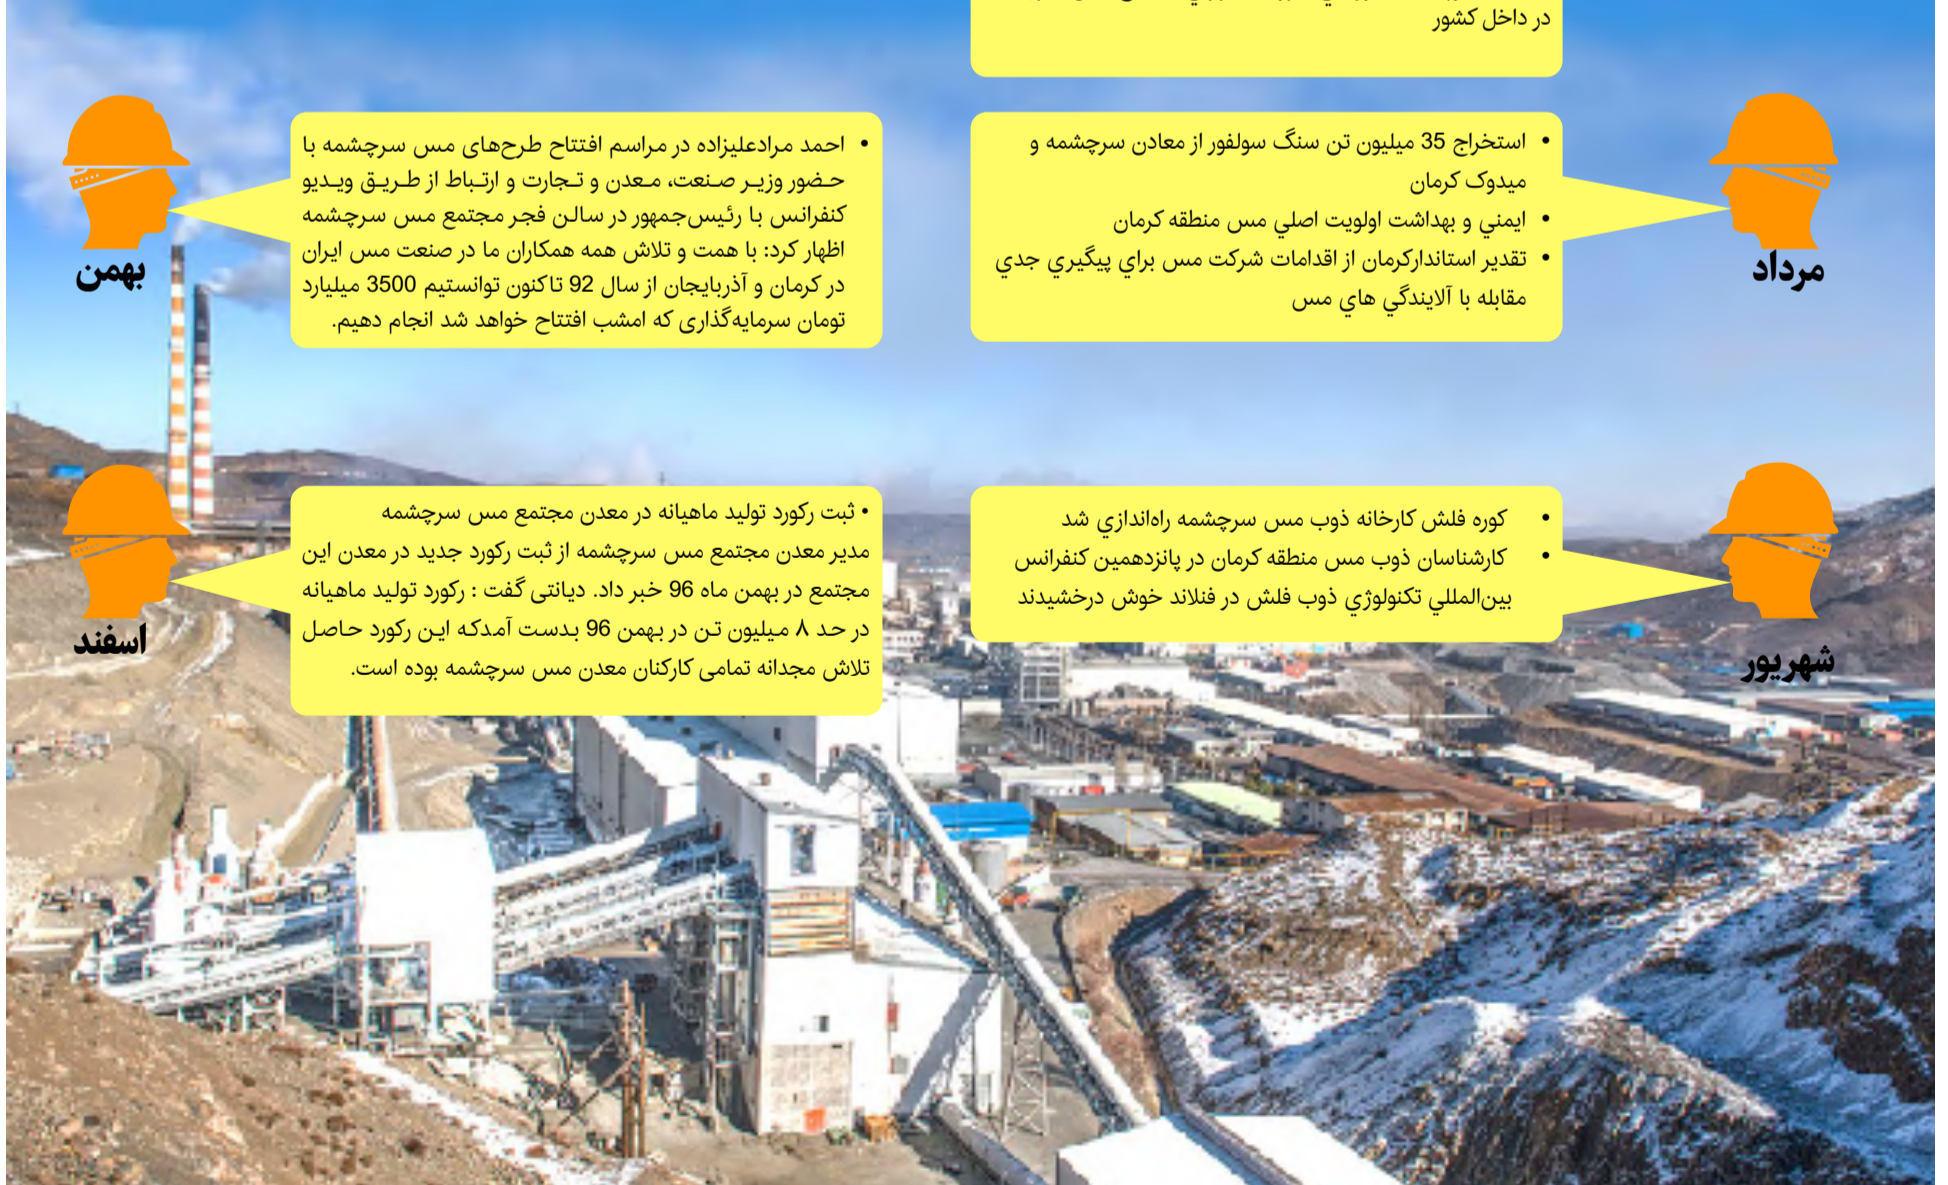 در داخل کشور
• استخراج 35 میلیون تن سنگ سولفور از معادن سرچشمه و
میدوک کرمان
• ايمني و بهداشت اولويت اصلي مس منطقه کرمان
• تقدير استاندارکرمان از اقدامات شرکت مس براي پيگيري جدي
مقابله با آلايندگي هاي مس
مرداد
• کوره فلش کارخانه ذوب مس سرچشمه راه‌اندازي شد
• کارشناسان ذوب مس منطقه کرمان در پانزدهمين کنفرانس
بين‌المللي تکنولوژي ذوب فلش در فنلاند خوش درخشيدند
شهریور
• احمد مرادعلیزاده در مراسم افتتاح طرح‌های مس سرچشمه با
حضور وزیر صنعت، معدن و تجارت و ارتباط از طریق ویدیو
کنفرانس با رئیس‌جمهور در سالن فجر مجتمع مس سرچشمه
اظهار کرد: با همت و تلاش همه همکاران ما در صنعت مس ایران
در کرمان و آذربایجان از سال 92 تاکنون توانستیم 3500 میلیارد
تومان سرمایه‌گذاری که امشب افتتاح خواهد شد انجام دهیم.
بهمن
• ثبت رکورد تولید ماهیانه در معدن مجتمع مس سرچشمه
مدیر معدن مجتمع مس سرچشمه از ثبت رکورد جدید در معدن این
مجتمع در بهمن ماه 96 خبر داد. دیانتی گفت : رکورد تولید ماهیانه
در حد ۸ میلیون تن در بهمن 96 بدست آمدکه این رکورد حاصل
تلاش مجدانه تمامی کارکنان معدن مس سرچشمه بوده است.
اسفند